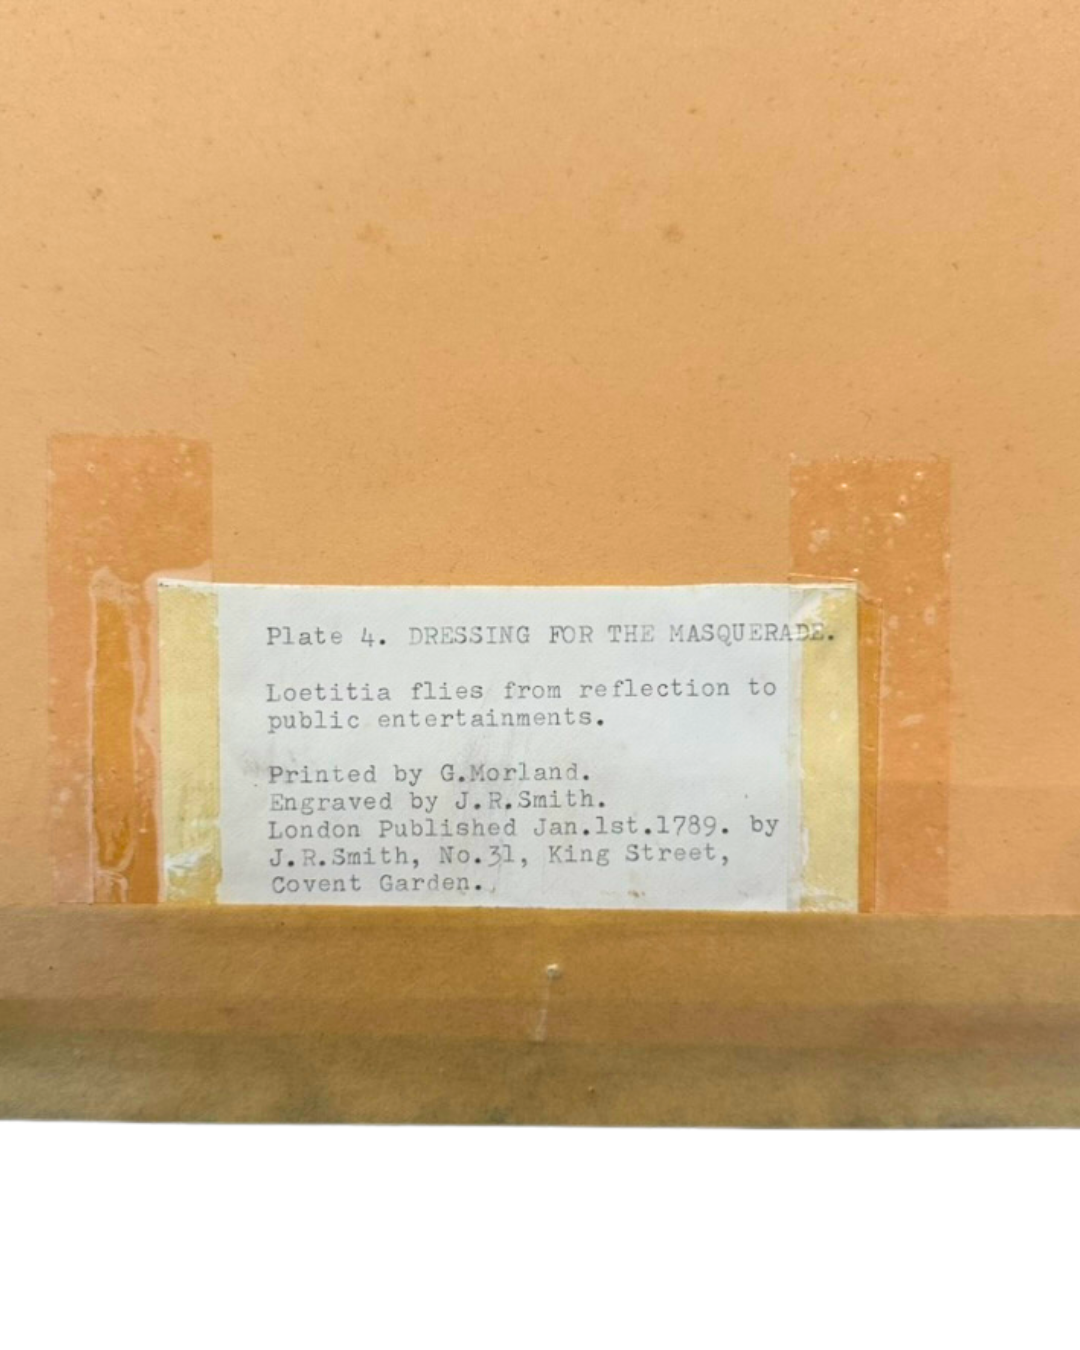 Plate 4. DRESSING FOR THE MASQUERADE.
Loetitia flies from reflection to
public entertainments.
Printed by G.Morland.
Engraved by J.R.Smith.
London Published Jan.1st.1789. by
J.R.Smith, No.31, King Street,
Covent Garden.